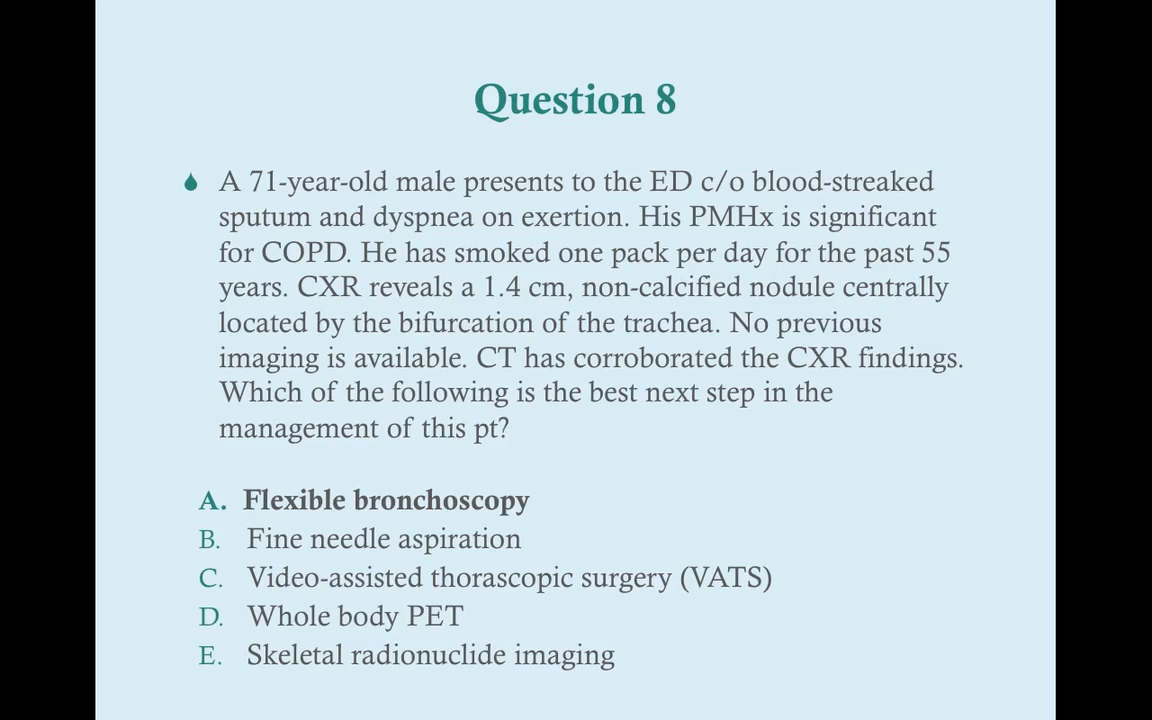 Question 8
A 71-year-old male presents to the ED c/o blood-streaked
sputum and dyspnea on exertion. His PMHx is significant
for COPD. He has smoked one pack per day for the past 55
years. CXR reveals a 1.4 cm, non-calcified nodule centrally
located by the bifurcation of the trachea. No previous
imaging is available. CT has corroborated the CXR findings.
Which of the following is the best next step in the
management of this pt?
A. Flexible bronchoscopy
B. Fine needle aspiration
C. Video-assisted thorascopic surgery (VATS)
D. Whole body PET
E. Skeletal radionuclide imaging